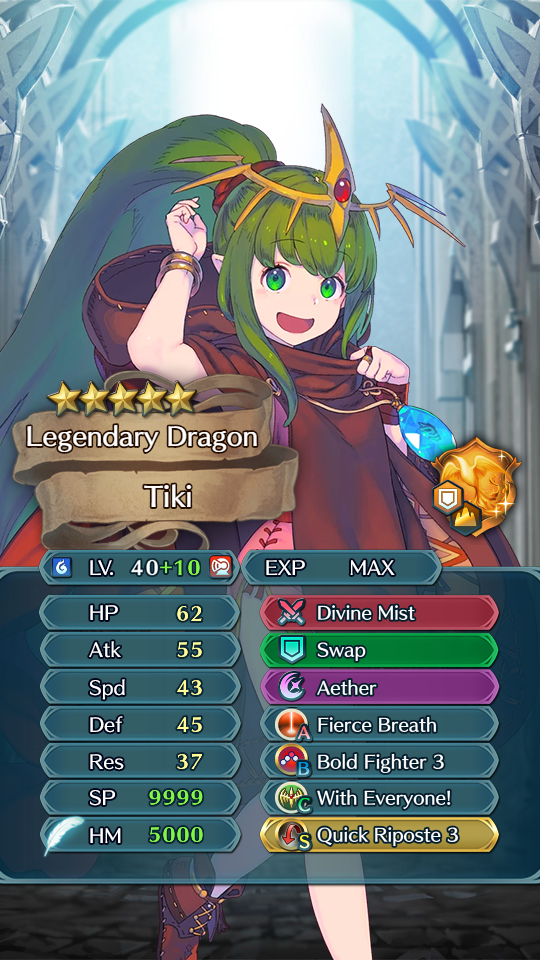 Legendary Dragon
Tiki
LV. 40+10 EXP MAX
HP 62
Atk 55
Spd 43
Def 45
Res 37
SP 9999
HM 5000
Divine Mist
Swap
Aether
A Fierce Breath
B Bold Fighter 3
C With Everyone!
S Quick Riposte 3